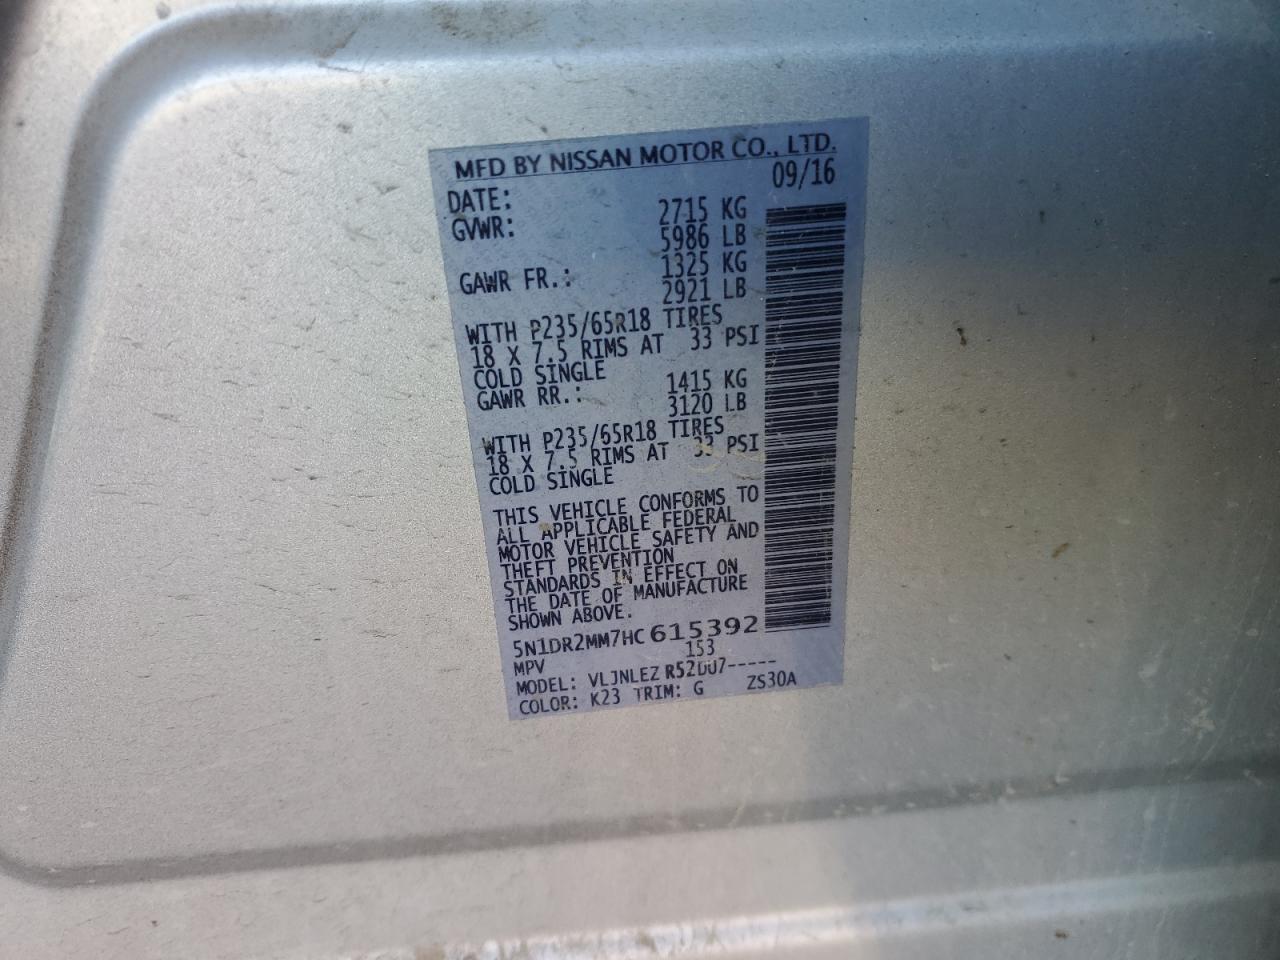 MFD BY NISSAN MOTOR CO., LTD.
DATE: 09/16
GVWR: 2715 KG
5986 LB
GAWR FR.: 1325 KG
2921 LB
WITH P235/65R18 TIRES
18 X 7.5 RIMS AT 33 PSI
COLD SINGLE
GAWR RR.: 1415 KG
3120 LB
WITH P235/65R18 TIRES
18 X 7.5 RIMS AT 33 PSI
COLD SINGLE
THIS VEHICLE CONFORMS TO
ALL APPLICABLE FEDERAL
MOTOR VEHICLE SAFETY AND
THEFT PREVENTION
STANDARDS IN EFFECT ON
THE DATE OF MANUFACTURE
SHOWN ABOVE.
5N1DR2MM7HC615392
MPV 153
MODEL: VLJNLEZ R52DU7-----
COLOR: K23 TRIM: G ZS30A